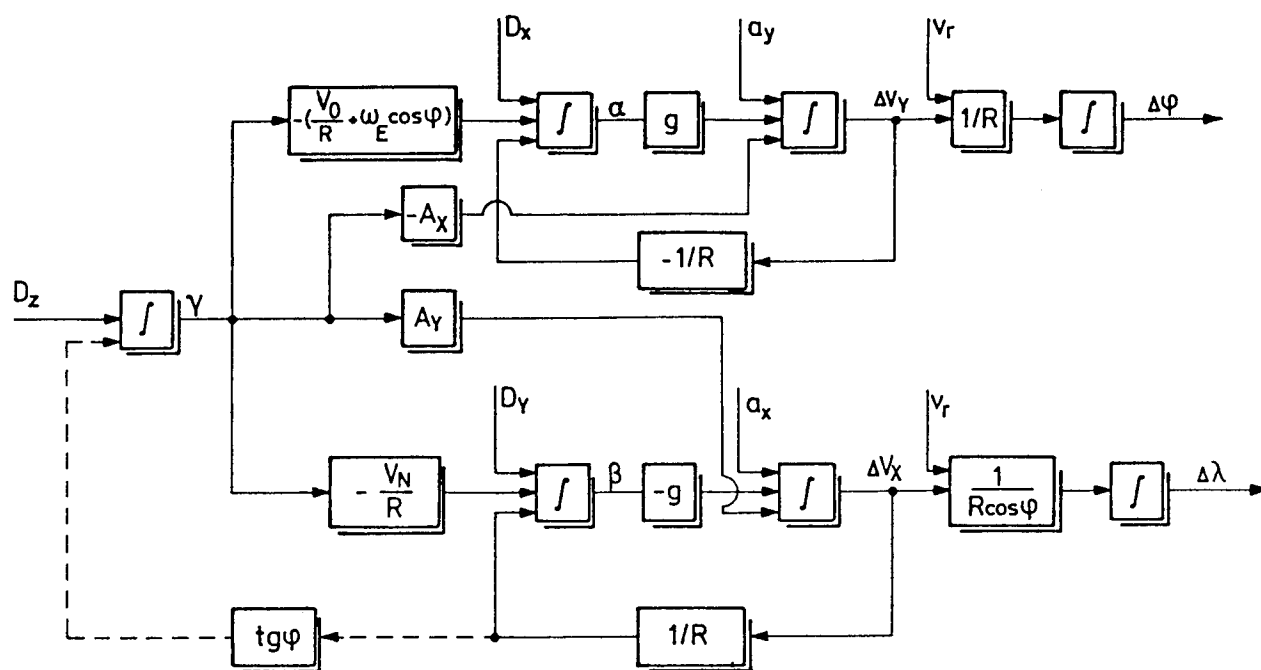 Dx ay vr
-(V0/R + ωE cosφ) ∫ α g ∫ ΔVY 1/R ∫ Δφ
-AX
-1/R
Dz ∫ γ AY
DY ax vr
-VN/R ∫ β -g ∫ ΔVX 1/Rcosφ ∫ Δλ
tgφ 1/R